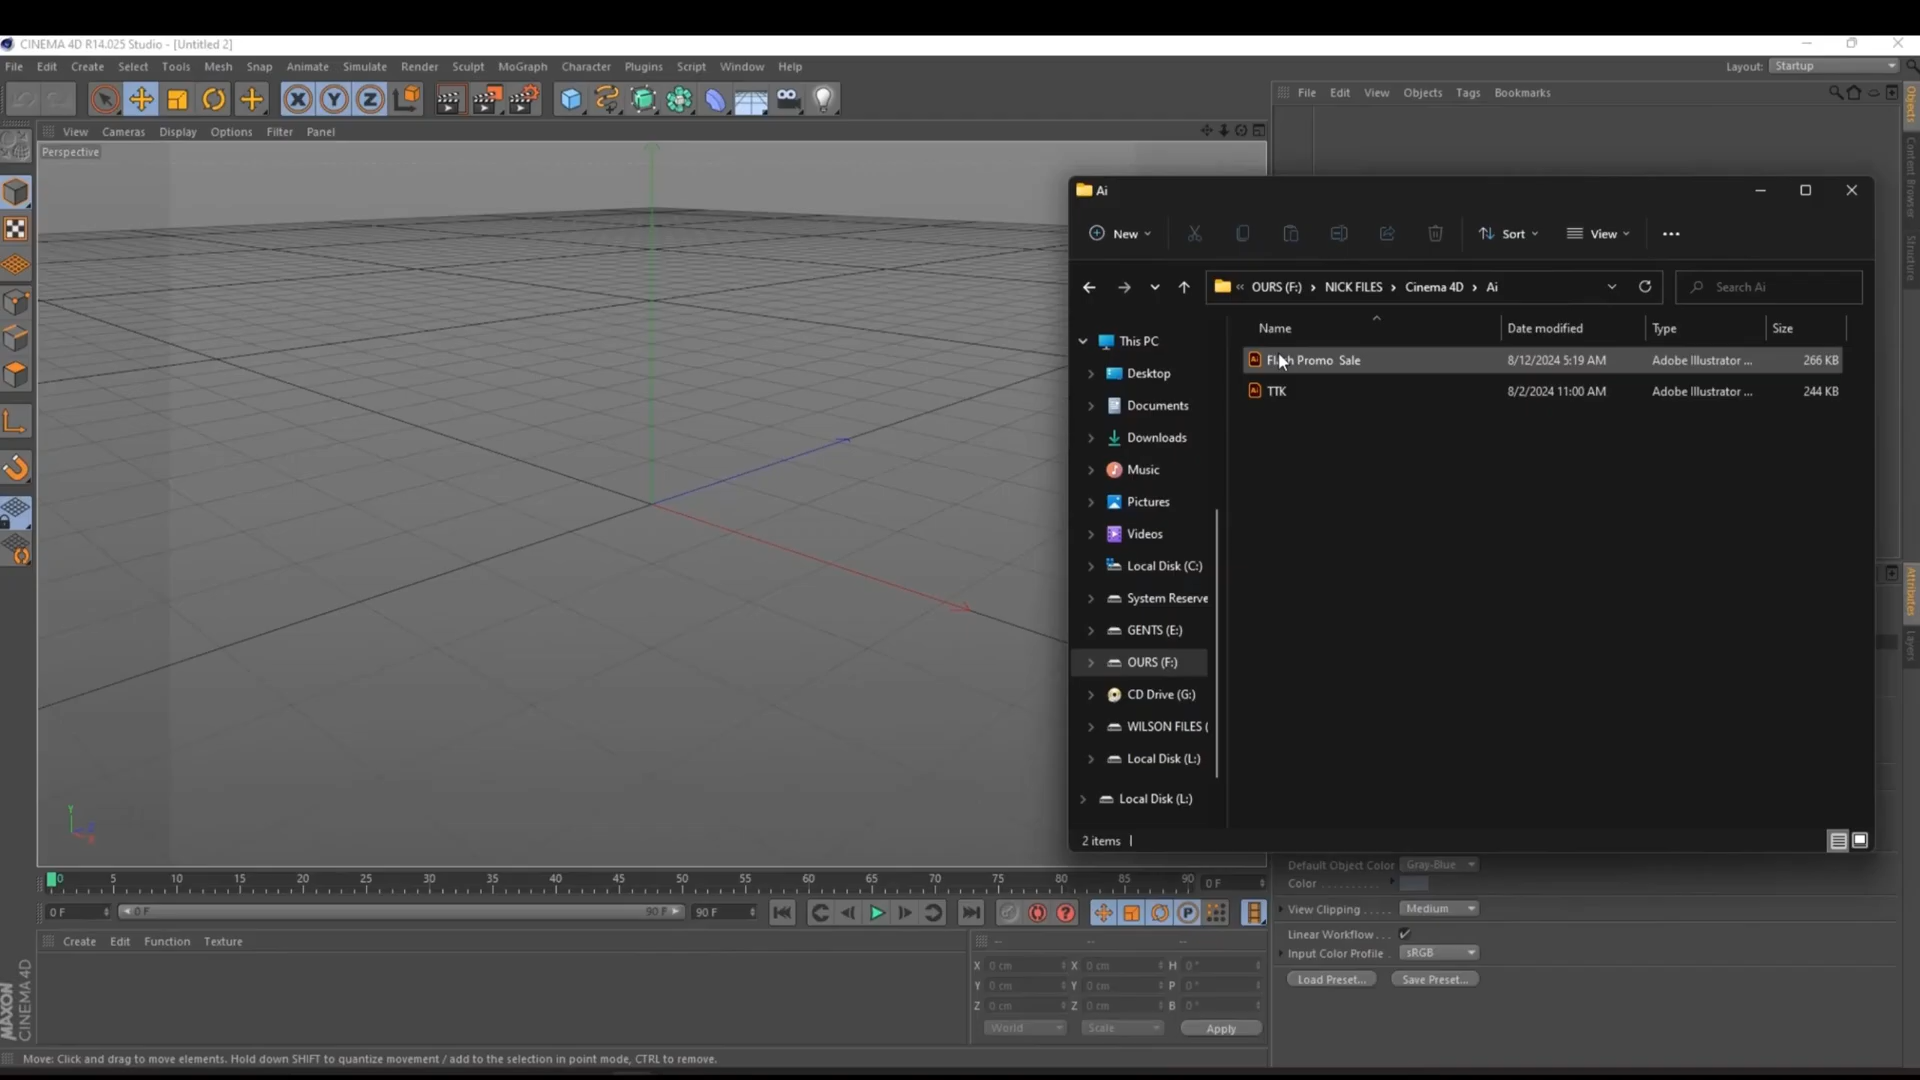 CINEMA 4D R14.025 Studio - [Untitled 2]
File Edit Create Select Tools Mesh Snap Animate Simulate Render Sculpt MoGraph Character Plugins Script Window Help
Layout: Startup
File Edit View Objects Tags Bookmarks
View Cameras Display Options Filter Panel
Perspective
Ai
New Sort View
« OURS (F:) › NICK FILES › Cinema 4D › Ai
Search Ai
Name Date modified Type Size
Promo Sale 8/12/2024 5:19 AM Adobe Illustrator ... 266 KB
TTK 8/2/2024 11:00 AM Adobe Illustrator ... 244 KB
This PC
Desktop
Documents
Downloads
Music
Pictures
Videos
Local Disk (C:)
System Reserve
GENTS (E:)
OURS (F:)
CD Drive (G:)
WILSON FILES (
Local Disk (L:)
Local Disk (L:)
2 items
Objects
Content Browser
Structure
Attributes
Layers
Y
Default Object Color Gray-Blue
Color
View Clipping Medium
Linear Workflow
Input Color Profile sRGB
Load Preset... Save Preset...
0 5 10 15 20 25 30 35 40 45 50 55 60 65 70 75 80 85 90 0 F
0 F 0 F 90 F 90 F
Create Edit Function Texture
-- -- --
X 0 cm X 0 cm H 0 °
Y 0 cm Y 0 cm P 0 °
Z 0 cm Z 0 cm B 0 °
World Scale Apply
MAXON
CINEMA 4D
Move: Click and drag to move elements. Hold down SHIFT to quantize movement / add to the selection in point mode, CTRL to remove.